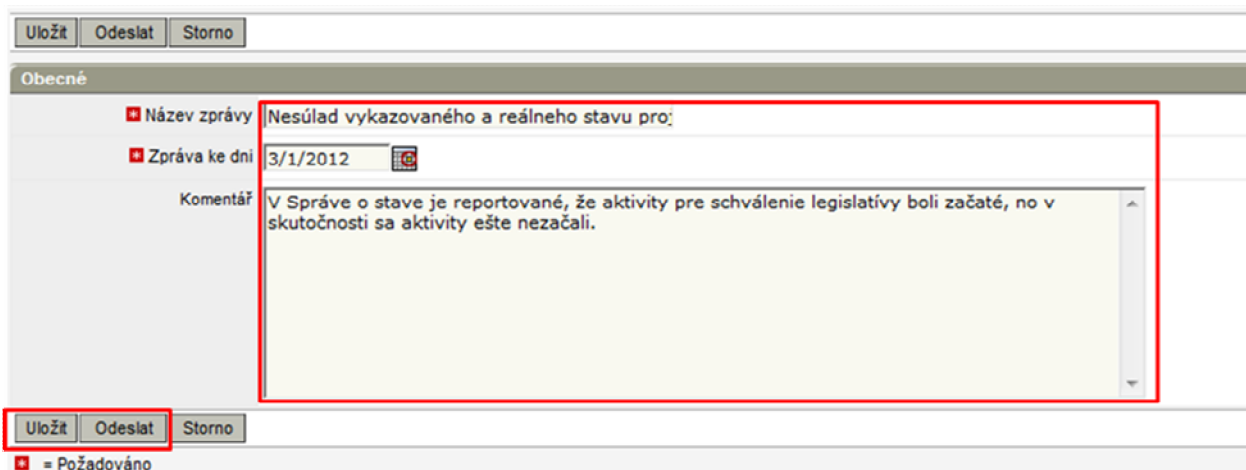 Uložit Odeslat Storno
Obecné
Název zprávy Nesúlad vykazovaného a reálneho stavu proj
Zpráva ke dni 3/1/2012
Komentář V Správe o stave je reportované, že aktivity pre schválenie legislatívy boli začaté, no v
skutočnosti sa aktivity ešte nezačali.
Uložit Odeslat Storno
= Požadováno